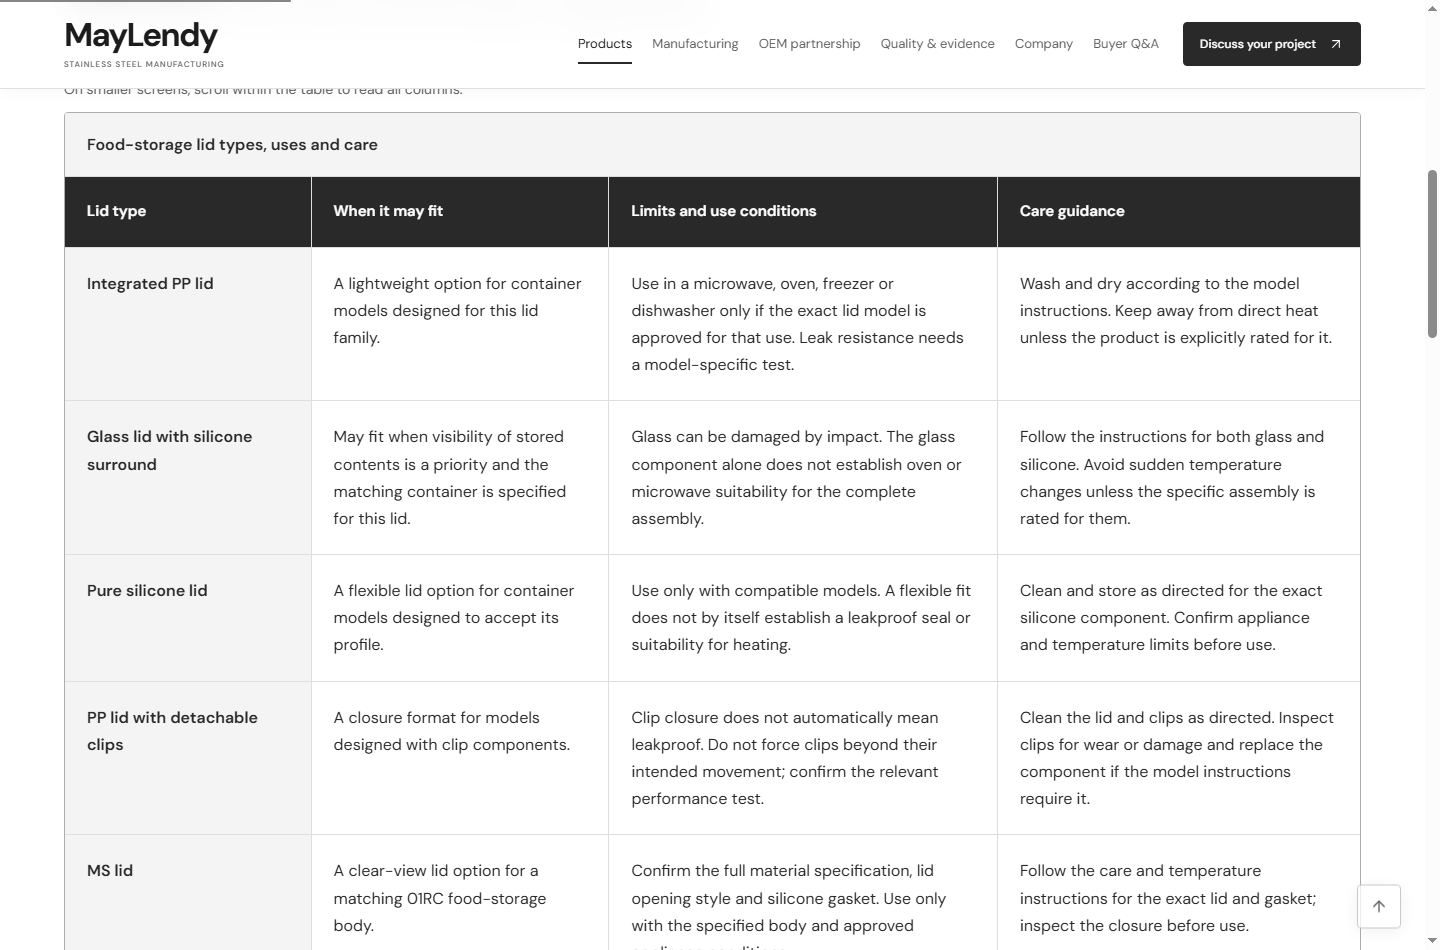 MayLendy
STAINLESS STEEL MANUFACTURING
Products
Manufacturing
OEM partnership
Quality & evidence
Company
Buyer Q&A
Discuss your project
On smaller screens, scroll within the table to read all columns.
Food-storage lid types, uses and care
Lid type
When it may fit
Limits and use conditions
Care guidance
Integrated PP lid
A lightweight option for container
models designed for this lid
family.
Use in a microwave, oven, freezer or
dishwasher only if the exact lid model is
approved for that use. Leak resistance needs
a model-specific test.
Wash and dry according to the model
instructions. Keep away from direct heat
unless the product is explicitly rated for it.
Glass lid with silicone
surround
May fit when visibility of stored
contents is a priority and the
matching container is specified
for this lid.
Glass can be damaged by impact. The glass
component alone does not establish oven or
microwave suitability for the complete
assembly.
Follow the instructions for both glass and
silicone. Avoid sudden temperature
changes unless the specific assembly is
rated for them.
Pure silicone lid
A flexible lid option for container
models designed to accept its
profile.
Use only with compatible models. A flexible fit
does not by itself establish a leakproof seal or
suitability for heating.
Clean and store as directed for the exact
silicone component. Confirm appliance
and temperature limits before use.
PP lid with detachable
clips
A closure format for models
designed with clip components.
Clip closure does not automatically mean
leakproof. Do not force clips beyond their
intended movement; confirm the relevant
performance test.
Clean the lid and clips as directed. Inspect
clips for wear or damage and replace the
component if the model instructions
require it.
MS lid
A clear-view lid option for a
matching 01RC food-storage
body.
Confirm the full material specification, lid
opening style and silicone gasket. Use only
with the specified body and approved
Follow the care and temperature
instructions for the exact lid and gasket;
inspect the closure before use.